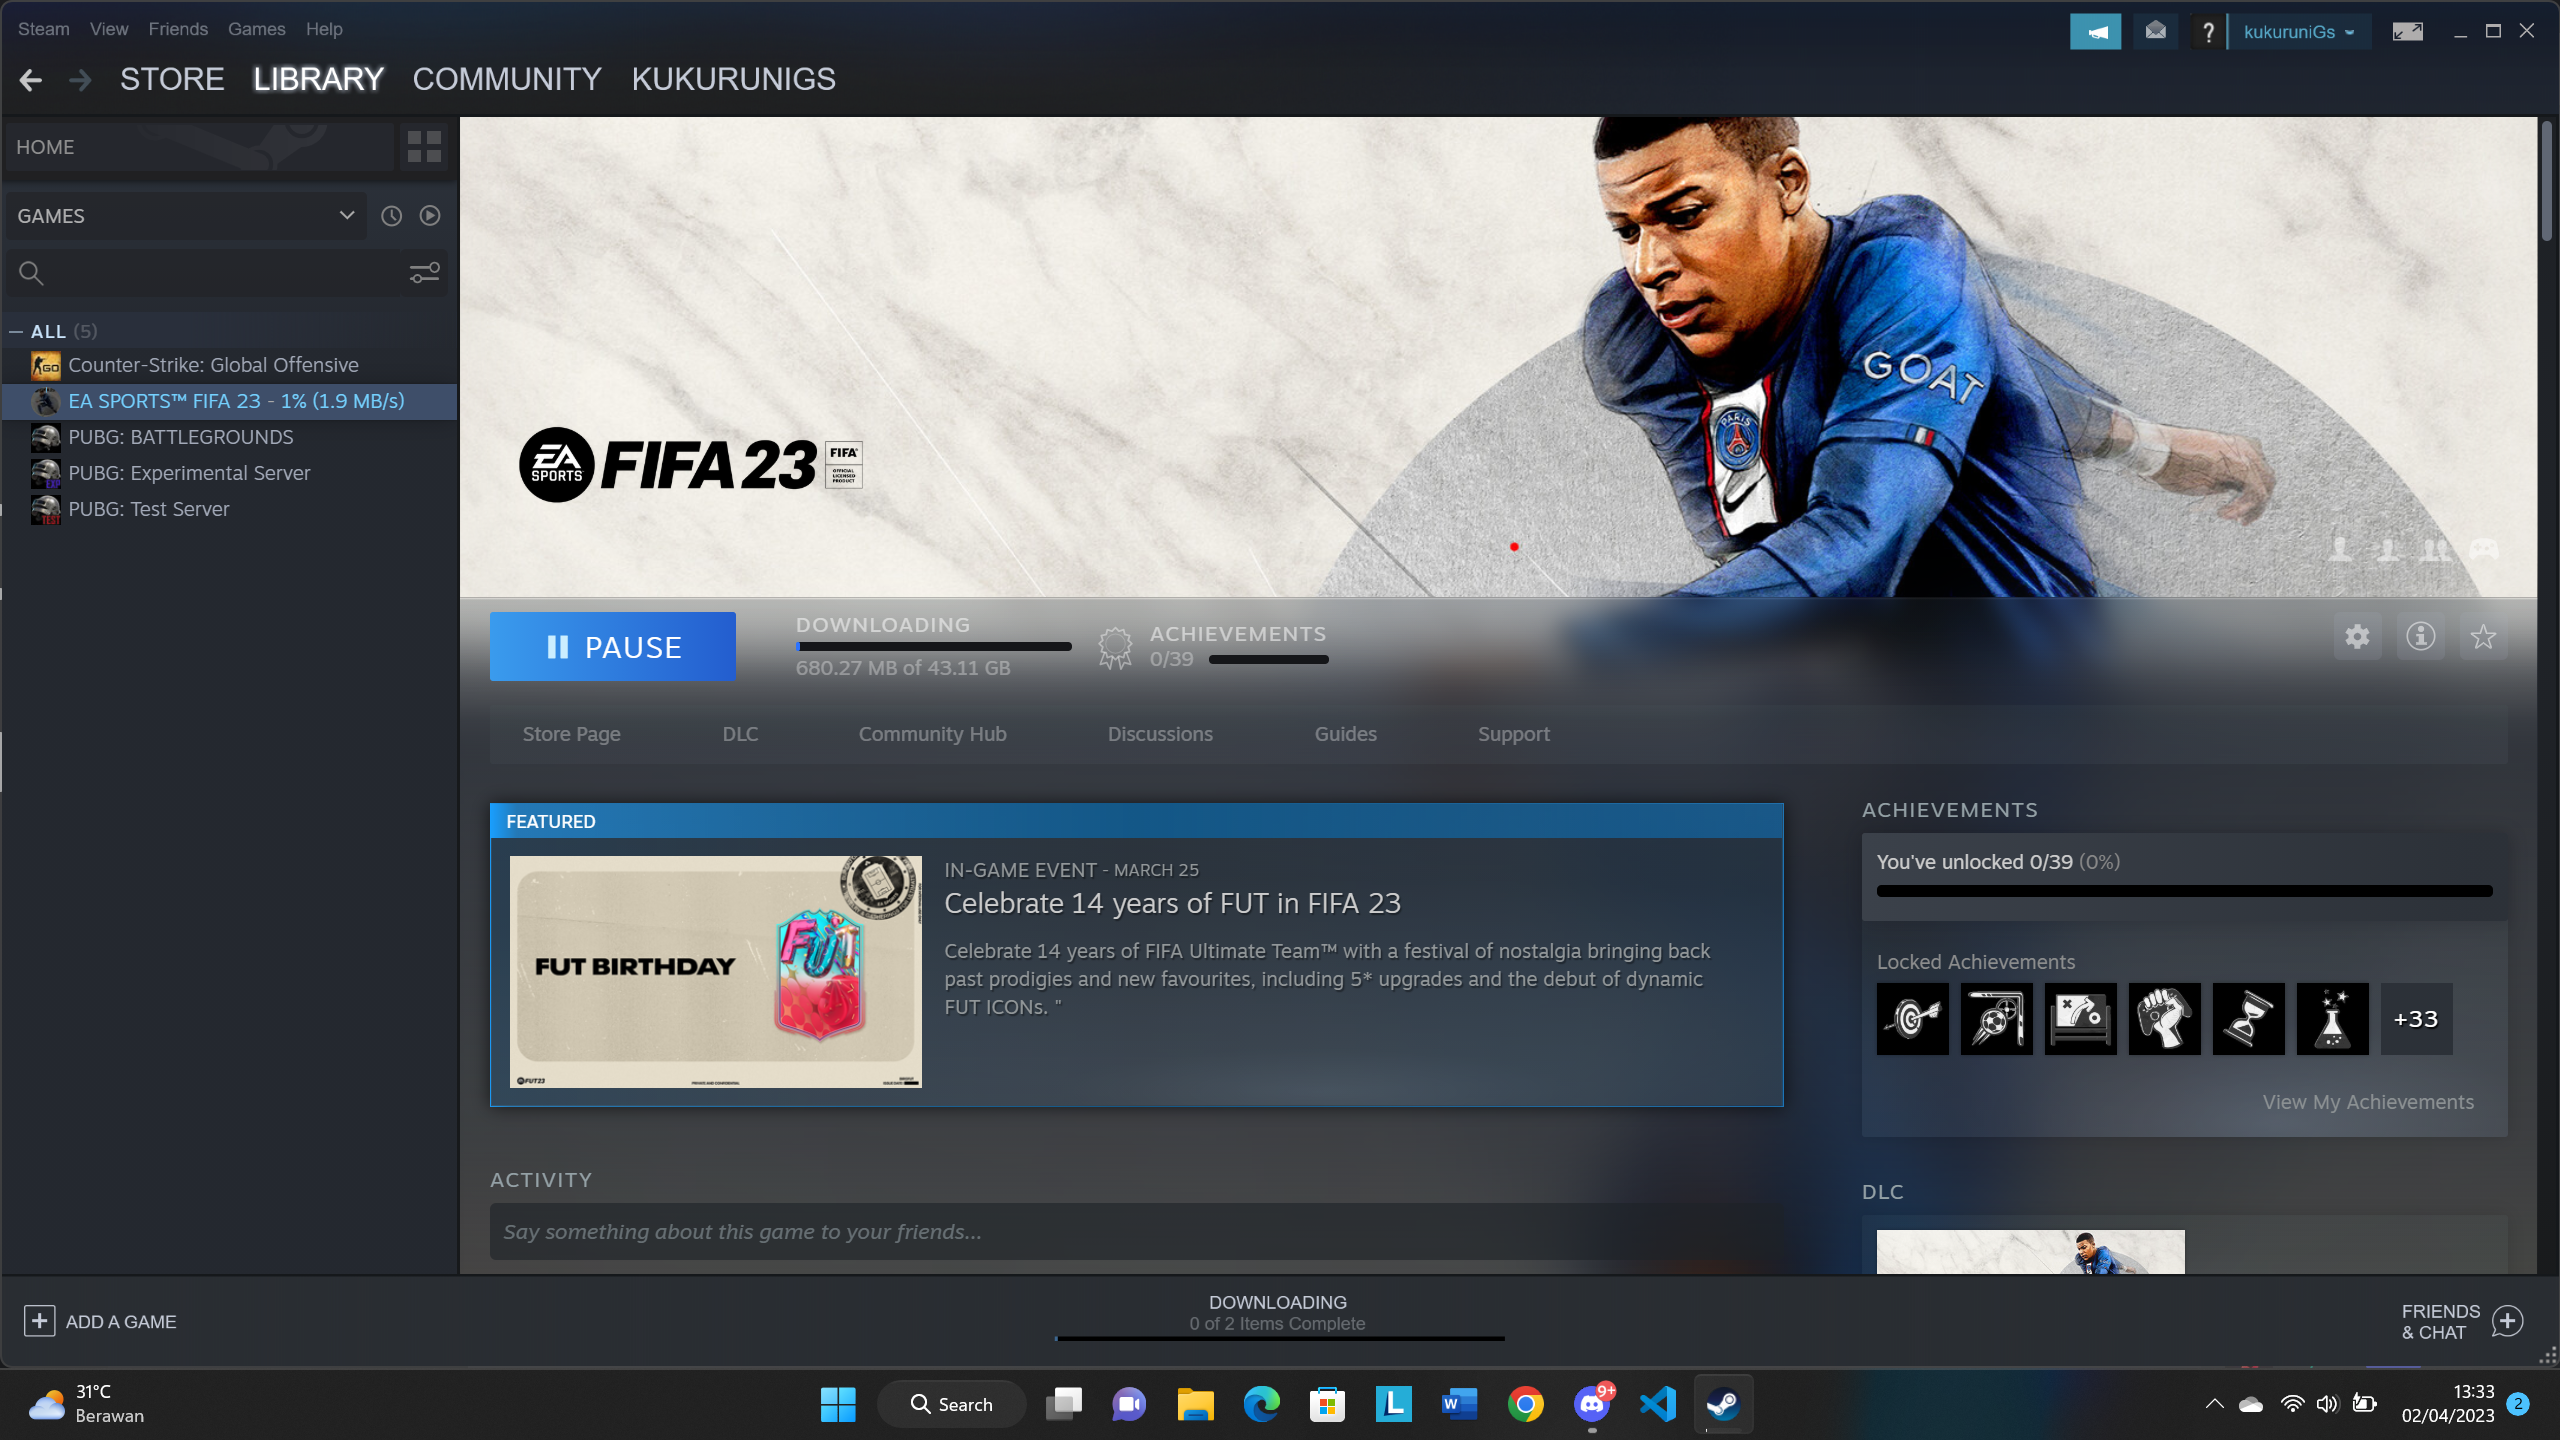 Steam View Friends Games Help
kukuruniGs
STORE LIBRARY COMMUNITY KUKURUNIGS
HOME
GAMES
— ALL (5)
Counter-Strike: Global Offensive
EA SPORTS™ FIFA 23 - 1% (1.9 MB/s)
PUBG: BATTLEGROUNDS
PUBG: Experimental Server
PUBG: Test Server
GOAT
PARIS
EA SPORTS FIFA 23 FIFA
OFFICIAL
LICENSED
PRODUCT
PAUSE
DOWNLOADING
680.27 MB of 43.11 GB
ACHIEVEMENTS
0/39
Store Page DLC Community Hub Discussions Guides Support
FEATURED
FUT BIRTHDAY
FUT
FUT23
IN-GAME EVENT - MARCH 25
Celebrate 14 years of FUT in FIFA 23
Celebrate 14 years of FIFA Ultimate Team™ with a festival of nostalgia bringing back
past prodigies and new favourites, including 5* upgrades and the debut of dynamic
FUT ICONs. "
ACHIEVEMENTS
You've unlocked 0/39 (0%)
Locked Achievements
+33
View My Achievements
ACTIVITY
Say something about this game to your friends...
DLC
ADD A GAME
DOWNLOADING
0 of 2 Items Complete
FRIENDS
& CHAT
31°C
Berawan
Search
9+
13:33
02/04/2023
2